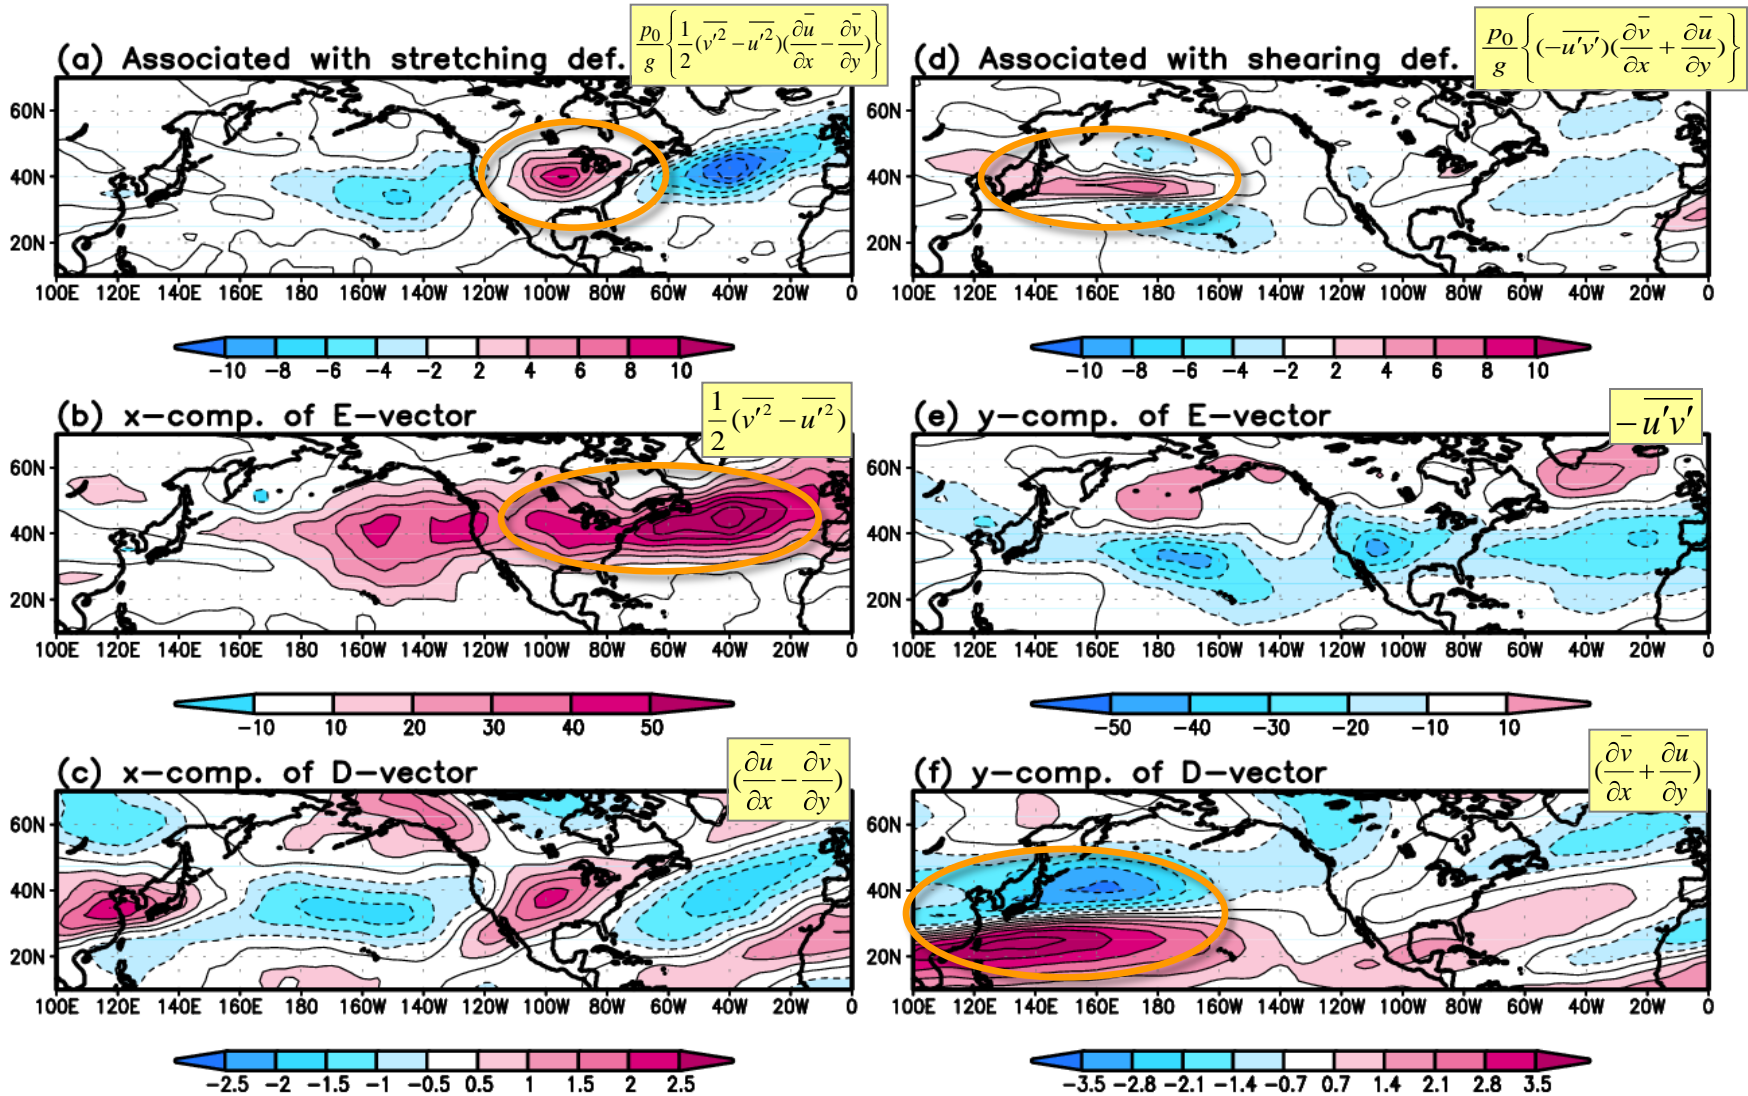 (a) Associated with stretching def.
p₀/g {1/2 (v′² − u′²)(∂u/∂x − ∂v/∂y)}
60N
40N
20N
100E 120E 140E 160E 180E 160W 140W 120W 100W 80W 60W 40W 20W 0
−10 −8 −6 −4 −2 2 4 6 8 10
(d) Associated with shearing def.
p₀/g {(−u′v′)(∂v/∂x + ∂u/∂y)}
60N
40N
20N
100E 120E 140E 160E 180 160W 140W 120W 100W 80W 60W 40W 20W 0
−10 −8 −6 −4 −2 2 4 6 8 10
(b) x−comp. of E−vector
1/2 (v′² − u′²)
60N
40N
20N
100E 120E 140E 160E 180E 160W 140W 120W 100W 80W 60W 40W 20W 0
−10 10 20 30 40 50
(e) y−comp. of E−vector
−u′v′
60N
40N
20N
100E 120E 140E 160E 180 160W 140W 120W 100W 80W 60W 40W 20W 0
−50 −40 −30 −20 −10 10
(c) x−comp. of D−vector
(∂u/∂x − ∂v/∂y)
60N
40N
20N
100E 120E 140E 160E 180E 160W 140W 120W 100W 80W 60W 40W 20W 0
−2.5 −2 −1.5 −1 −0.5 0.5 1 1.5 2 2.5
(f) y−comp. of D−vector
(∂v/∂x + ∂u/∂y)
60N
40N
20N
100E 120E 140E 160E 180 160W 140W 120W 100W 80W 60W 40W 20W 0
−3.5 −2.8 −2.1 −1.4 −0.7 0.7 1.4 2.1 2.8 3.5